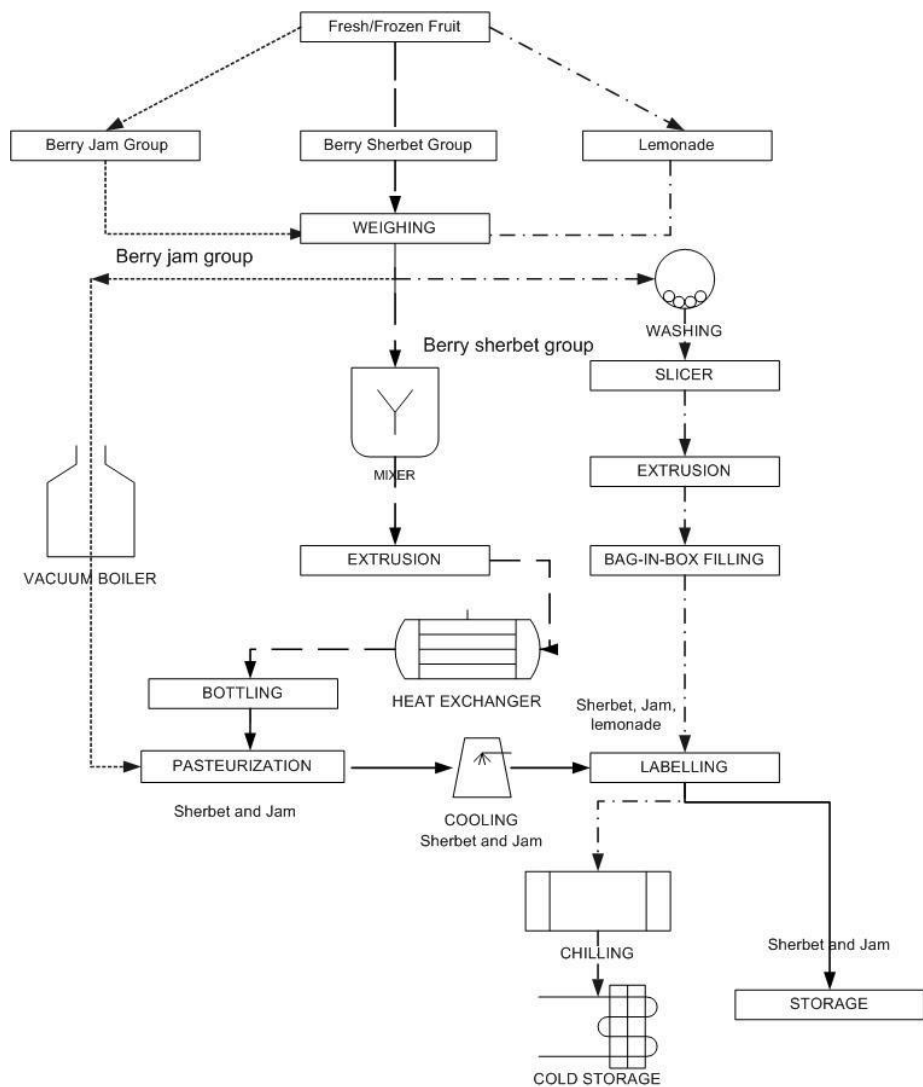 Fresh/Frozen Fruit
Berry Jam Group
Berry Sherbet Group
Lemonade
WEIGHING
Berry jam group
WASHING
Berry sherbet group
SLICER
MIXER
EXTRUSION
VACUUM BOILER
EXTRUSION
BAG-IN-BOX FILLING
BOTTLING
HEAT EXCHANGER
Sherbet, Jam,
lemonade
PASTEURIZATION
LABELLING
Sherbet and Jam
COOLING
Sherbet and Jam
CHILLING
Sherbet and Jam
STORAGE
COLD STORAGE